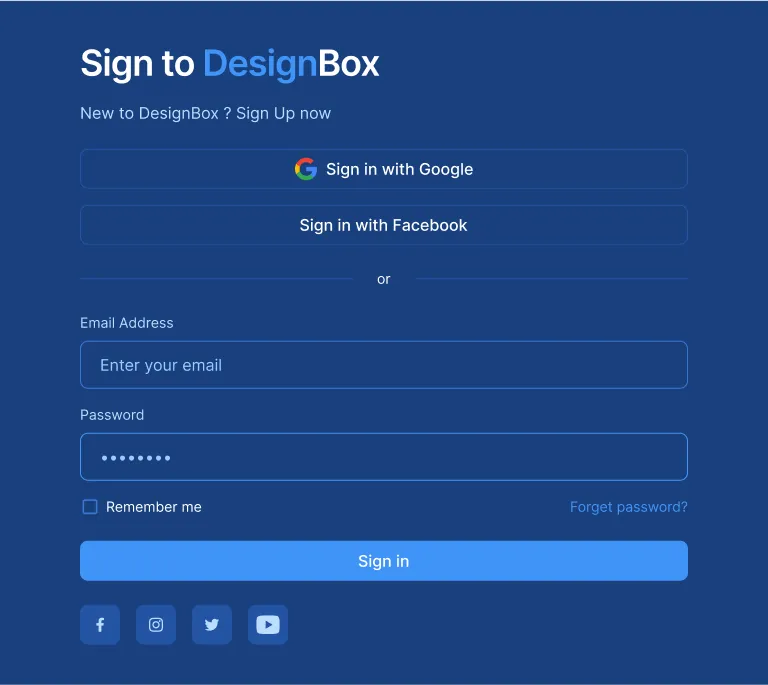 Sign to DesignBox
New to DesignBox ? Sign Up now
Sign in with Google
Sign in with Facebook
or
Email Address
Enter your email
Password
••••••••
Remember me
Forget password?
Sign in